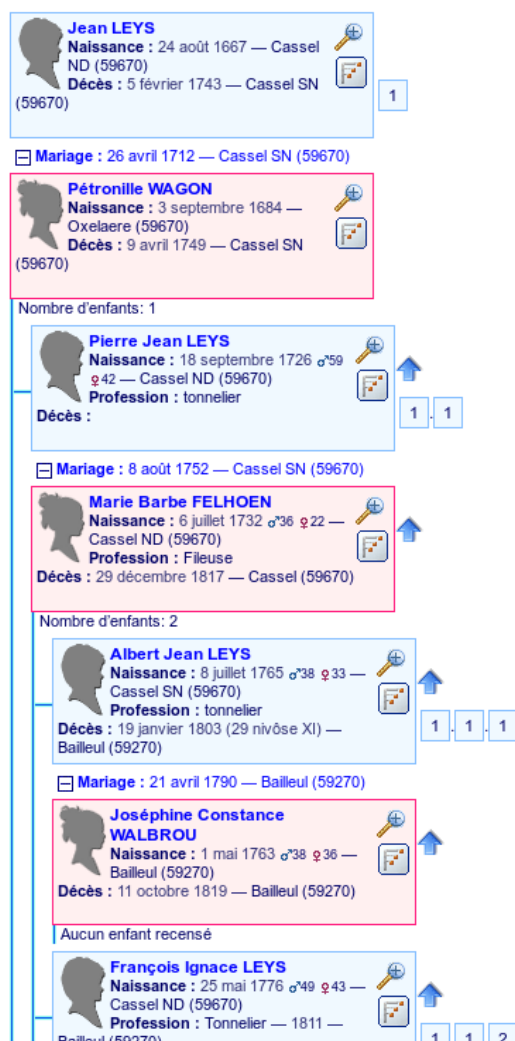 Jean LEYS
Naissance : 24 août 1667 — Cassel
ND (59670)
Décès : 5 février 1743 — Cassel SN
(59670)
1
Mariage : 26 avril 1712 — Cassel SN (59670)
Pétronille WAGON
Naissance : 3 septembre 1684 —
Oxelaere (59670)
Décès : 9 avril 1749 — Cassel SN
(59670)
Nombre d'enfants: 1
Pierre Jean LEYS
Naissance : 18 septembre 1726 ♂59
♀42 — Cassel ND (59670)
Profession : tonnelier
Décès :
1 . 1
Mariage : 8 août 1752 — Cassel SN (59670)
Marie Barbe FELHOEN
Naissance : 6 juillet 1732 ♂36 ♀22 —
Cassel ND (59670)
Profession : Fileuse
Décès : 29 décembre 1817 — Cassel (59670)
Nombre d'enfants: 2
Albert Jean LEYS
Naissance : 8 juillet 1765 ♂38 ♀33 —
Cassel SN (59670)
Profession : tonnelier
Décès : 19 janvier 1803 (29 nivôse XI) —
Bailleul (59270)
1 . 1 . 1
Mariage : 21 avril 1790 — Bailleul (59270)
Joséphine Constance
WALBROU
Naissance : 1 mai 1763 ♂38 ♀36 —
Bailleul (59270)
Décès : 11 octobre 1819 — Bailleul (59270)
Aucun enfant recensé
François Ignace LEYS
Naissance : 25 mai 1776 ♂49 ♀43 —
Cassel ND (59670)
Profession : Tonnelier — 1811 —
Bailleul (59270)
1 1 2